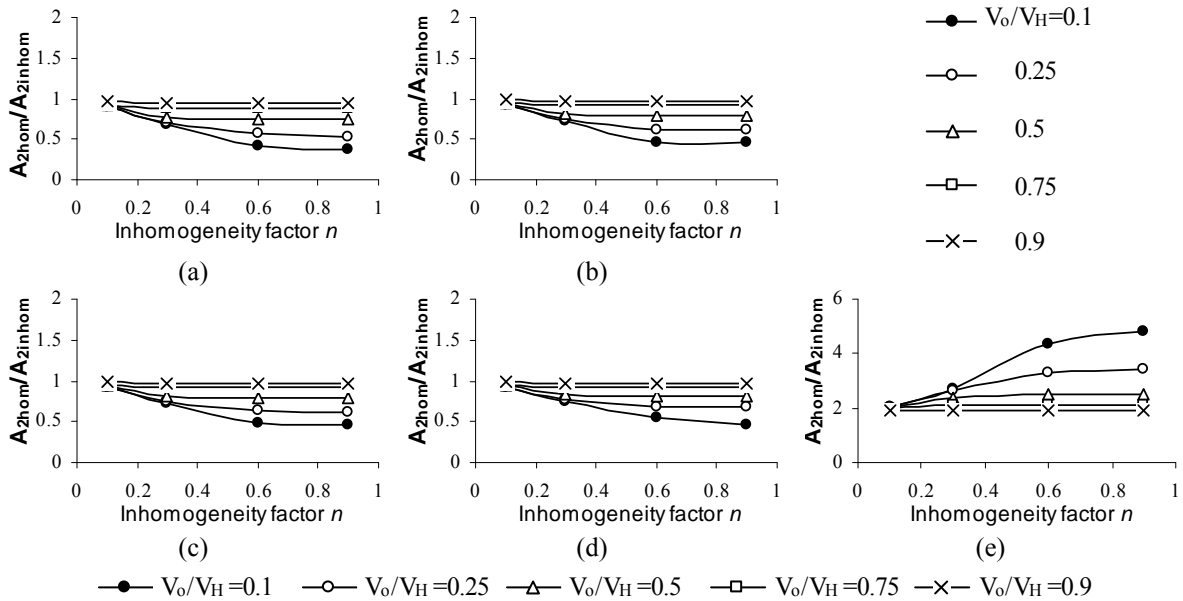 A2hom/A2inhom
2
1.5
1
0.5
0
0 0.2 0.4 0.6 0.8 1
Inhomogeneity factor n
(a)
A2hom/A2inhom
2
1.5
1
0.5
0
0 0.2 0.4 0.6 0.8 1
Inhomogeneity factor n
(b)
Vo/VH=0.1
0.25
0.5
0.75
0.9
A2hom/A2inhom
2
1.5
1
0.5
0
0 0.2 0.4 0.6 0.8 1
Inhomogeneity factor n
(c)
A2hom/A2inhom
2
1.5
1
0.5
0
0 0.2 0.4 0.6 0.8 1
Inhomogeneity factor n
(d)
A2hom/A2inhom
6
4
2
0
0 0.2 0.4 0.6 0.8 1
Inhomogeneity factor n
(e)
Vo/VH=0.1 Vo/VH=0.25 Vo/VH=0.5 Vo/VH=0.75 Vo/VH=0.9